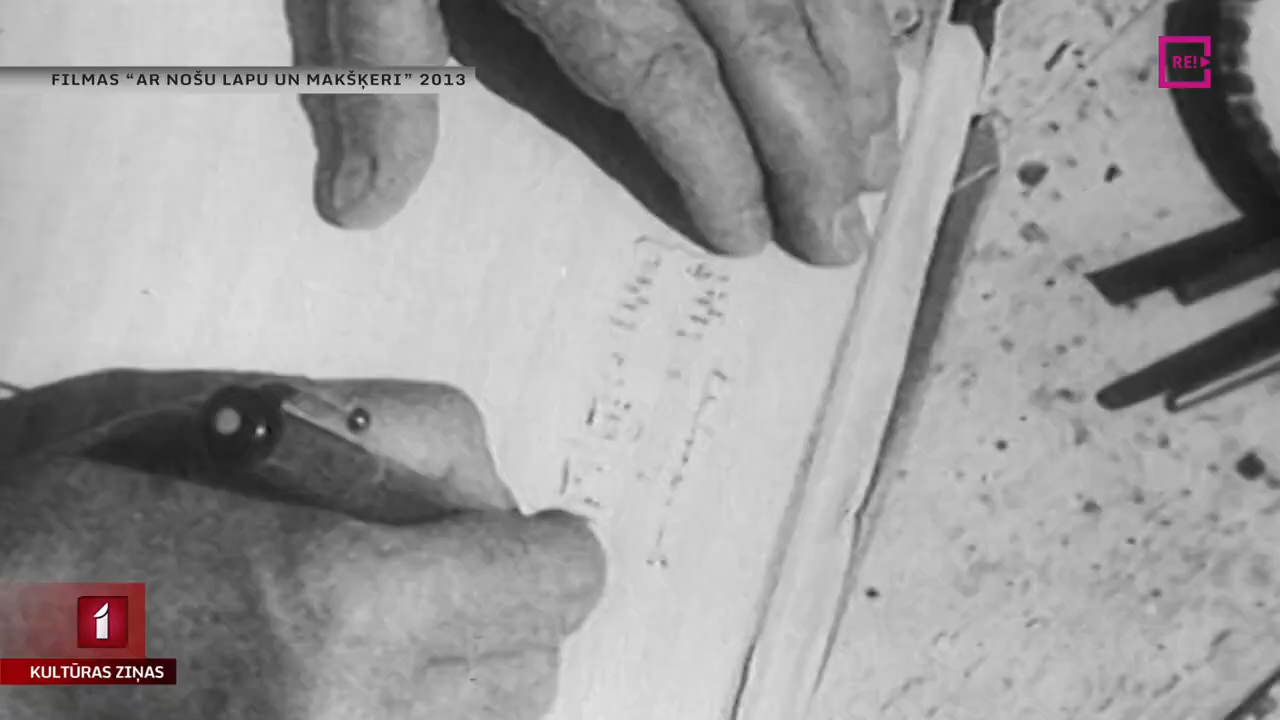 FILMAS “AR NOŠU LAPU UN MAKŠĶERI” 2013
RE!
1
KULTŪRAS ZIŅAS